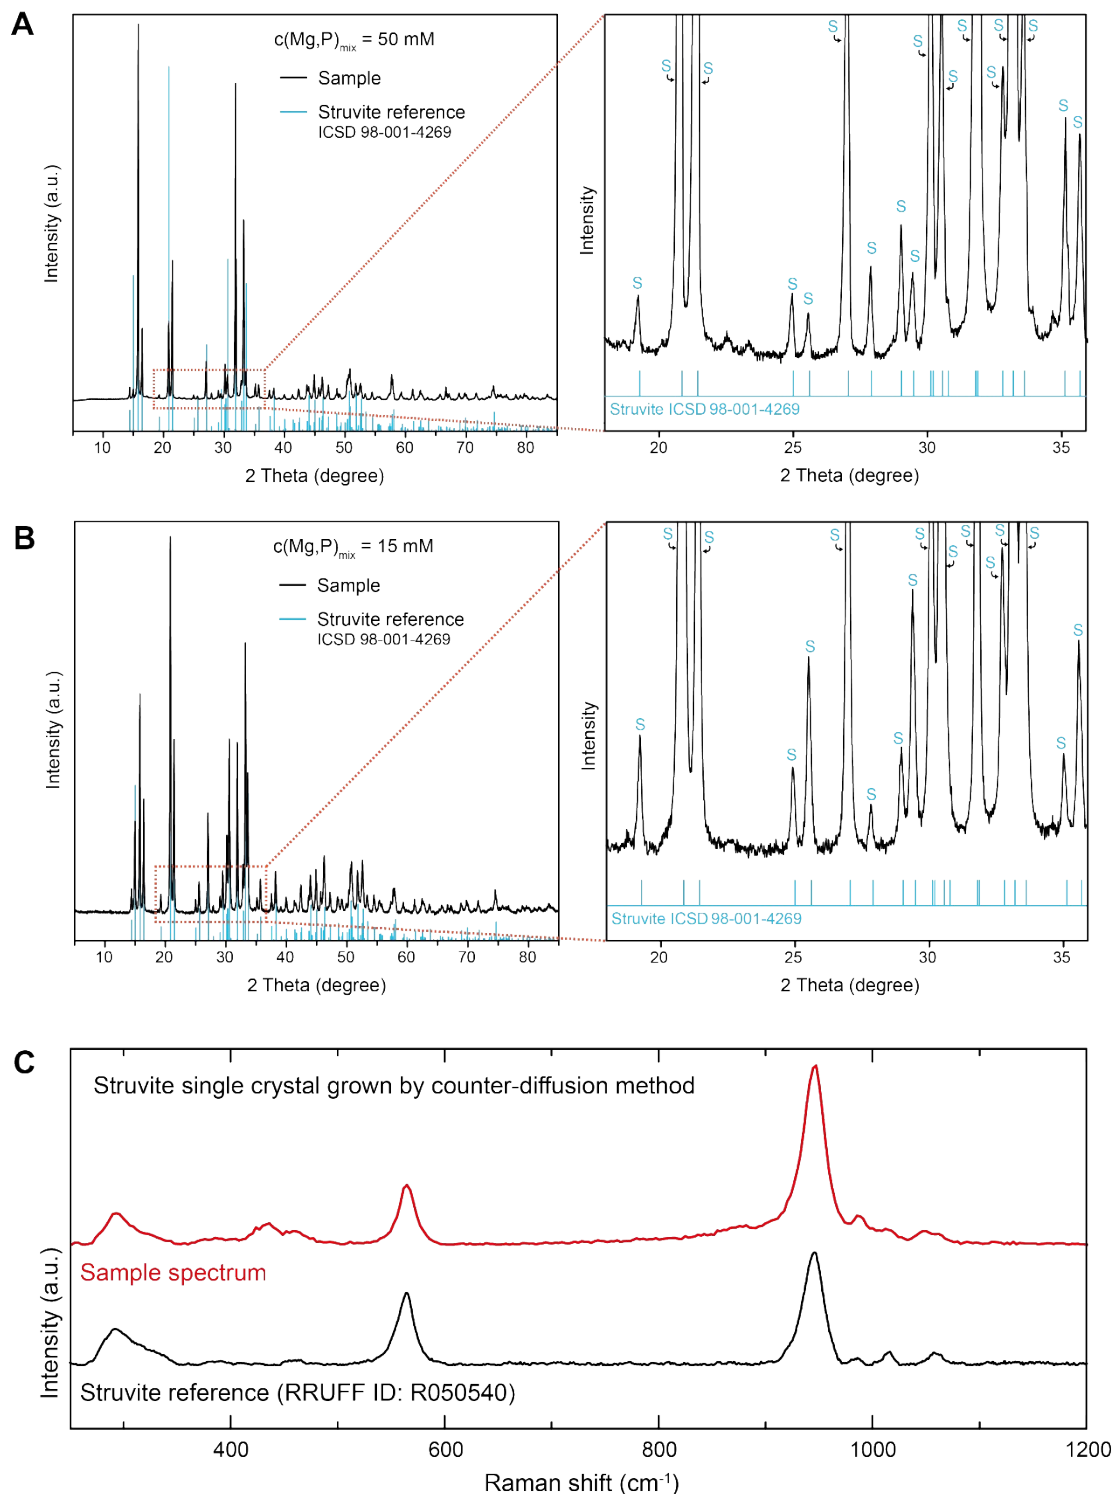 A
c(Mg,P)mix = 50 mM
Sample
Struvite reference
ICSD 98-001-4269
Intensity (a.u.)
10 20 30 40 50 60 70 80
2 Theta (degree)
Intensity
S S S S S S S S S S S S S S S S S
Struvite ICSD 98-001-4269
20 25 30 35
2 Theta (degree)
B
c(Mg,P)mix = 15 mM
Sample
Struvite reference
ICSD 98-001-4269
Intensity (a.u.)
10 20 30 40 50 60 70 80
2 Theta (degree)
Intensity
S S S S S S S S S S S S S S S S S
Struvite ICSD 98-001-4269
20 25 30 35
2 Theta (degree)
C
Struvite single crystal grown by counter-diffusion method
Sample spectrum
Struvite reference (RRUFF ID: R050540)
Intensity (a.u.)
400 600 800 1000 1200
Raman shift (cm-1)